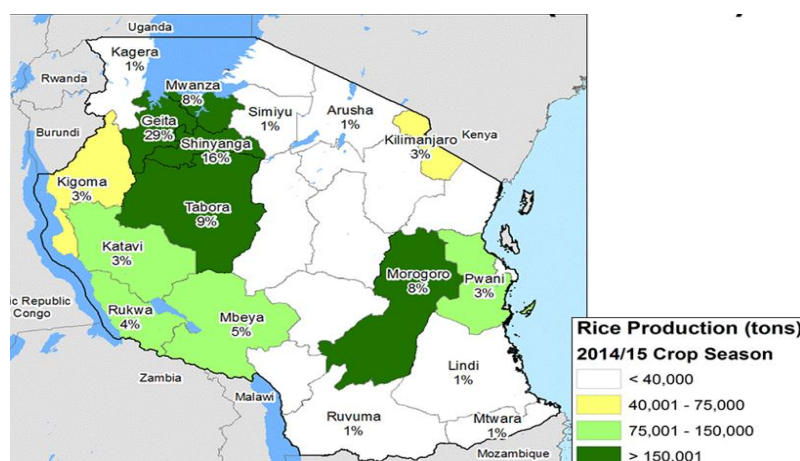 Uganda
Kagera
1%
Rwanda
Mwanza
8%
Simiyu
1%
Arusha
1%
Geita
29%
Burundi
Shinyanga
16%
Kilimanjaro
3%
Kenya
Kigoma
3%
Tabora
9%
Katavi
3%
Morogoro
8%
Pwani
3%
ic Republic
Congo
Rukwa
4%
Mbeya
5%
Zambia
Malawi
Lindi
1%
Ruvuma
1%
Mtwara
1%
Mozambique
Rice Production (tons)
2014/15 Crop Season
< 40,000
40,001 - 75,000
75,001 - 150,000
> 150,001